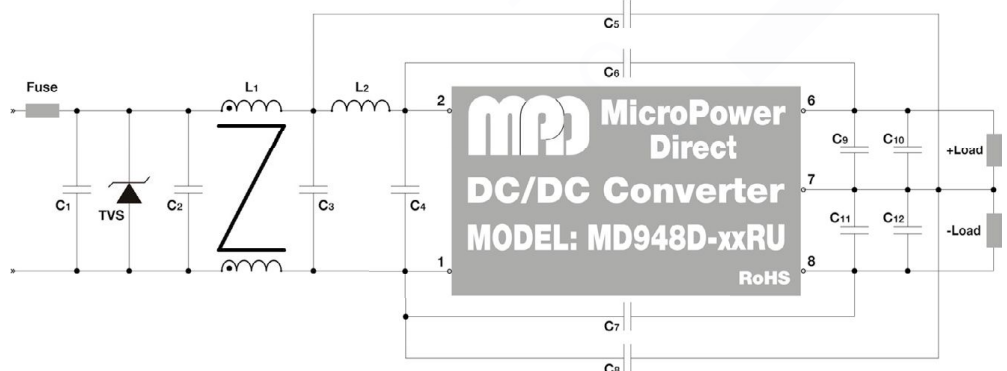 C5
C6
Fuse
L1
L2
2
6
MPD
MicroPower
Direct
C9
C10
+Load
DC/DC Converter
7
C1
TVS
C2
C3
C4
C11
C12
-Load
MODEL: MD948D-xxRU
1
8
RoHS
C7
C8